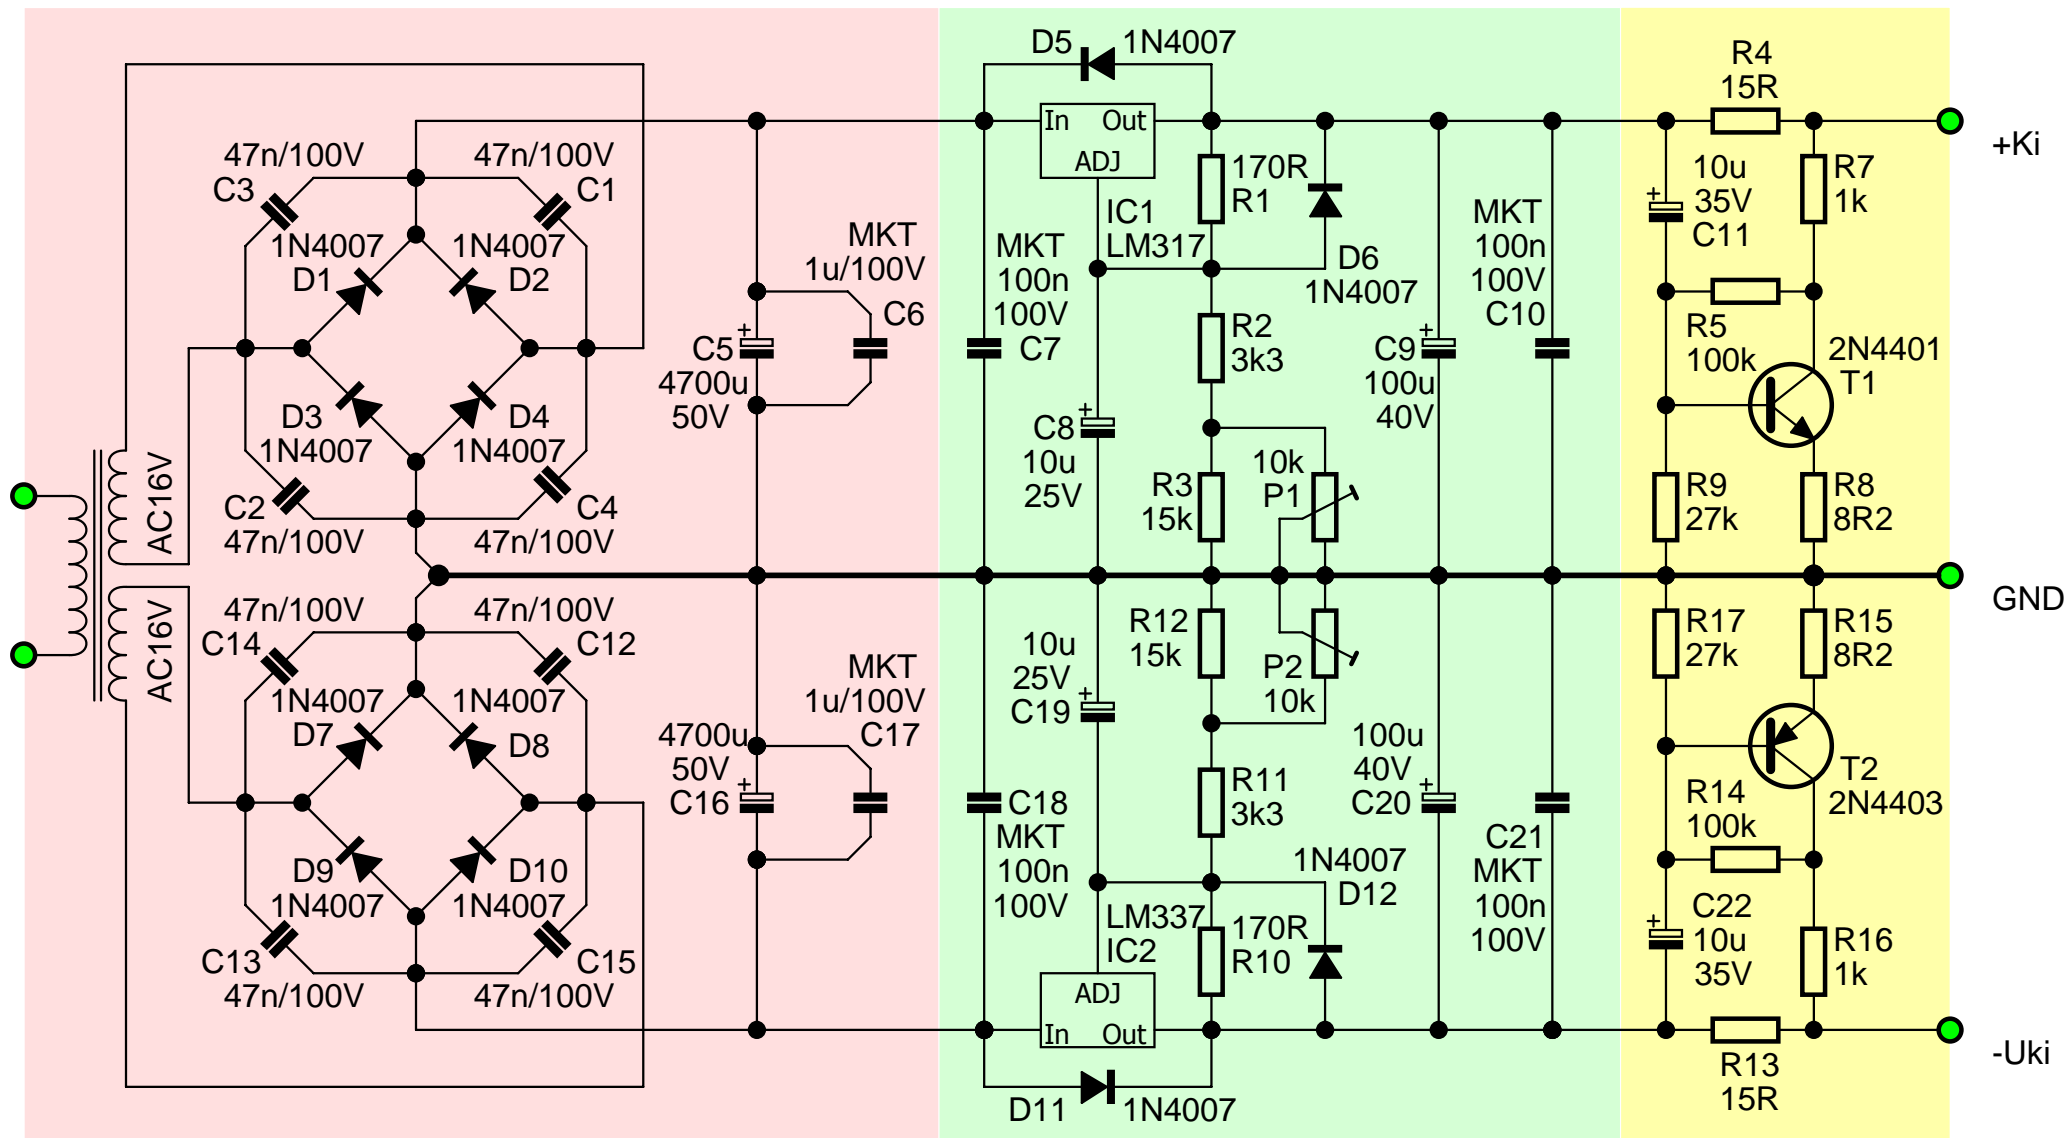 D5
1N4007
R4
15R
In
Out
ADJ
+Ki
47n/100V
C3
47n/100V
C1
170R
R1
IC1
LM317
10u
35V
C11
R7
1k
1N4007
D1
1N4007
D2
MKT
1u/100V
C6
MKT
100n
100V
C7
D6
1N4007
MKT
100n
100V
C10
+
+
C5
4700u
50V
R2
3k3
+
C9
100u
40V
R5
100k
2N4401
T1
D3
1N4007
D4
1N4007
+
C8
10u
25V
10k
P1
R3
15k
R9
27k
R8
8R2
AC16V
C2
47n/100V
C4
47n/100V
GND
AC16V
47n/100V
C14
47n/100V
C12
10u
25V
C19
+
R12
15k
P2
10k
R17
27k
R15
8R2
MKT
1u/100V
C17
1N4007
D7
1N4007
D8
4700u
50V
C16
+
C18
MKT
100n
100V
R11
3k3
100u
40V
C20
+
C21
MKT
100n
100V
T2
2N4403
R14
100k
D9
1N4007
D10
1N4007
1N4007
D12
LM337
IC2
170R
R10
+
C22
10u
35V
R16
1k
C13
47n/100V
C15
47n/100V
ADJ
In
Out
-Uki
R13
15R
D11
1N4007